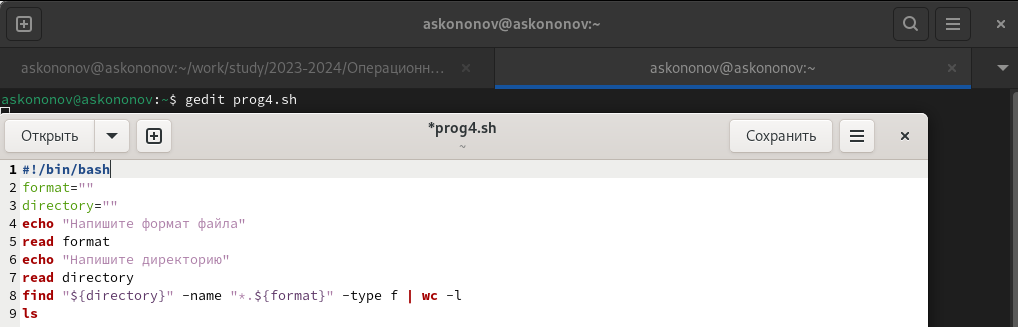 askononov@askononov:~
askononov@askononov:~/work/study/2023-2024/Операционн...
askononov@askononov:~
askononov@askononov:~$ gedit prog4.sh
Открыть
*prog4.sh
~
Сохранить
1 #!/bin/bash
2 format=""
3 directory=""
4 echo "Напишите формат файла"
5 read format
6 echo "Напишите директорию"
7 read directory
8 find "${directory}" -name "*.${format}" -type f | wc -l
9 ls